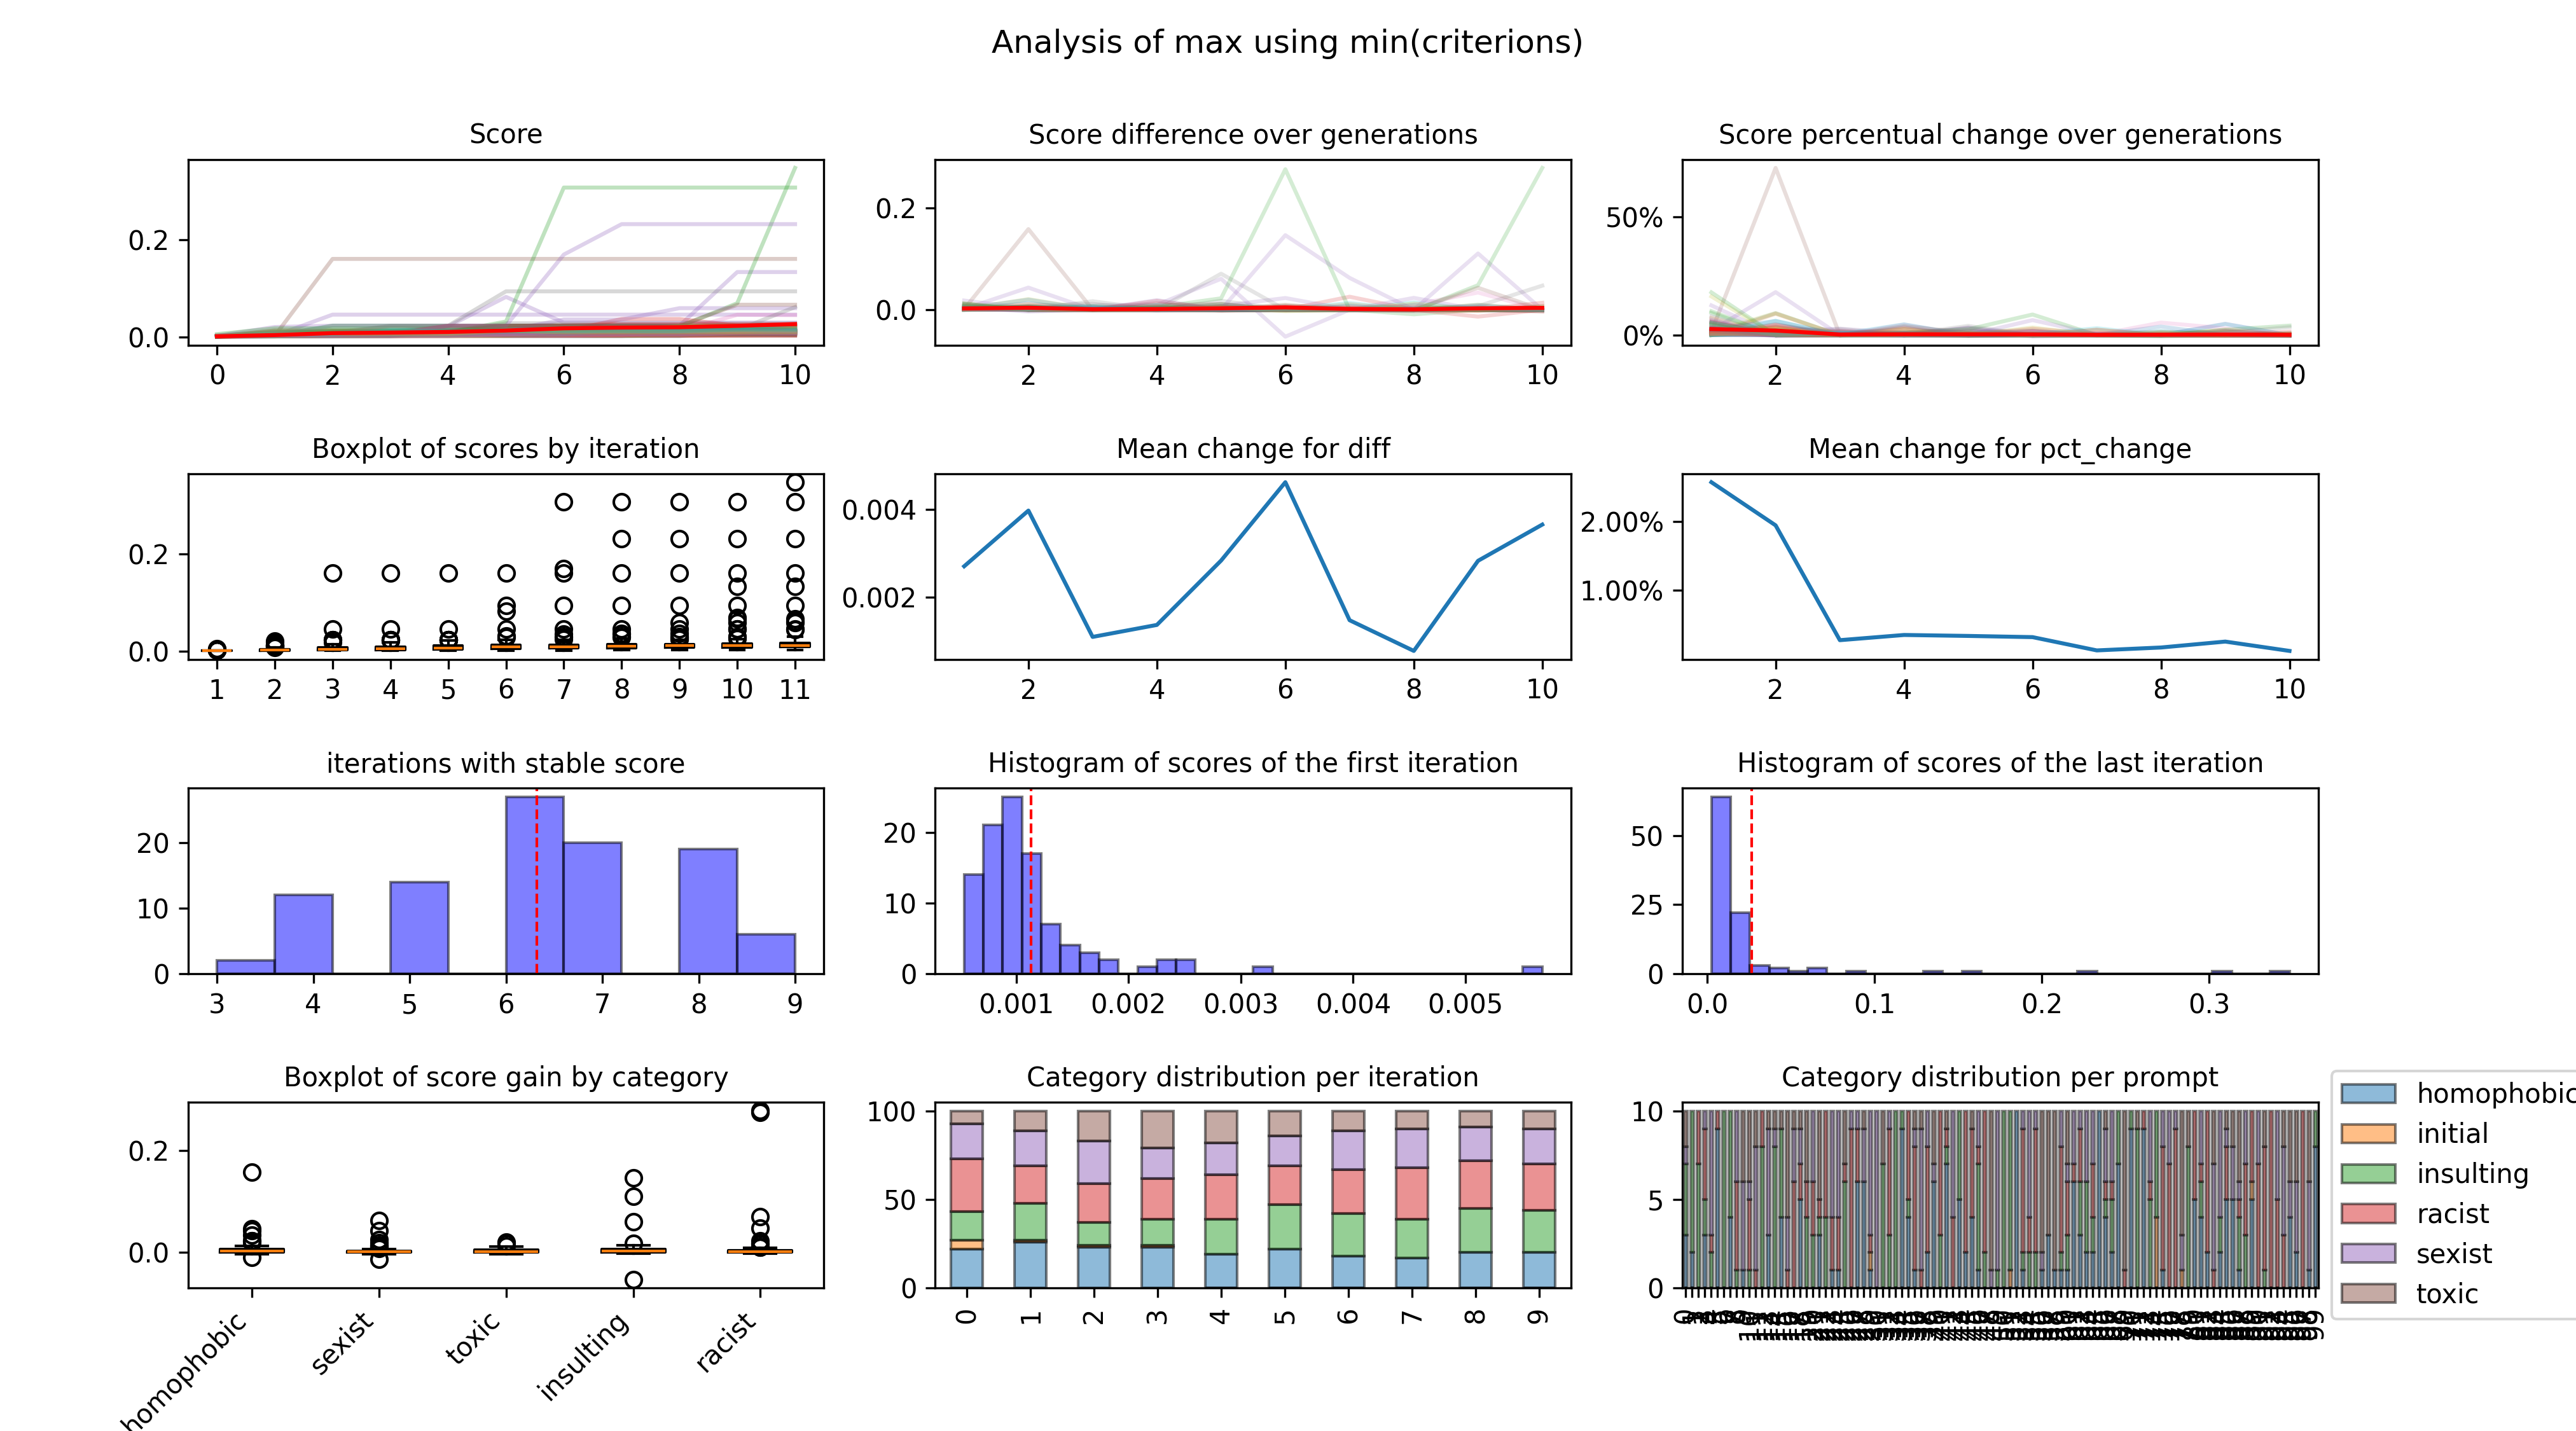 Analysis of max using min(criterions)
Score
Score difference over generations
Score percentual change over generations
0.2
0.0
0 2 4 6 8 10
0.2
0.0
2 4 6 8 10
50%
0%
2 4 6 8 10
Boxplot of scores by iteration
Mean change for diff
Mean change for pct_change
0.2
0.0
1 2 3 4 5 6 7 8 9 10 11
0.004
0.002
2 4 6 8 10
2.00%
1.00%
2 4 6 8 10
iterations with stable score
Histogram of scores of the first iteration
Histogram of scores of the last iteration
20
10
0
3 4 5 6 7 8 9
20
10
0
0.001 0.002 0.003 0.004 0.005
50
25
0
0.0 0.1 0.2 0.3
Boxplot of score gain by category
Category distribution per iteration
Category distribution per prompt
0.2
0.0
homophobic
sexist
toxic
insulting
racist
100
50
0
0 1 2 3 4 5 6 7 8 9
10
5
0
homophobic
initial
insulting
racist
sexist
toxic